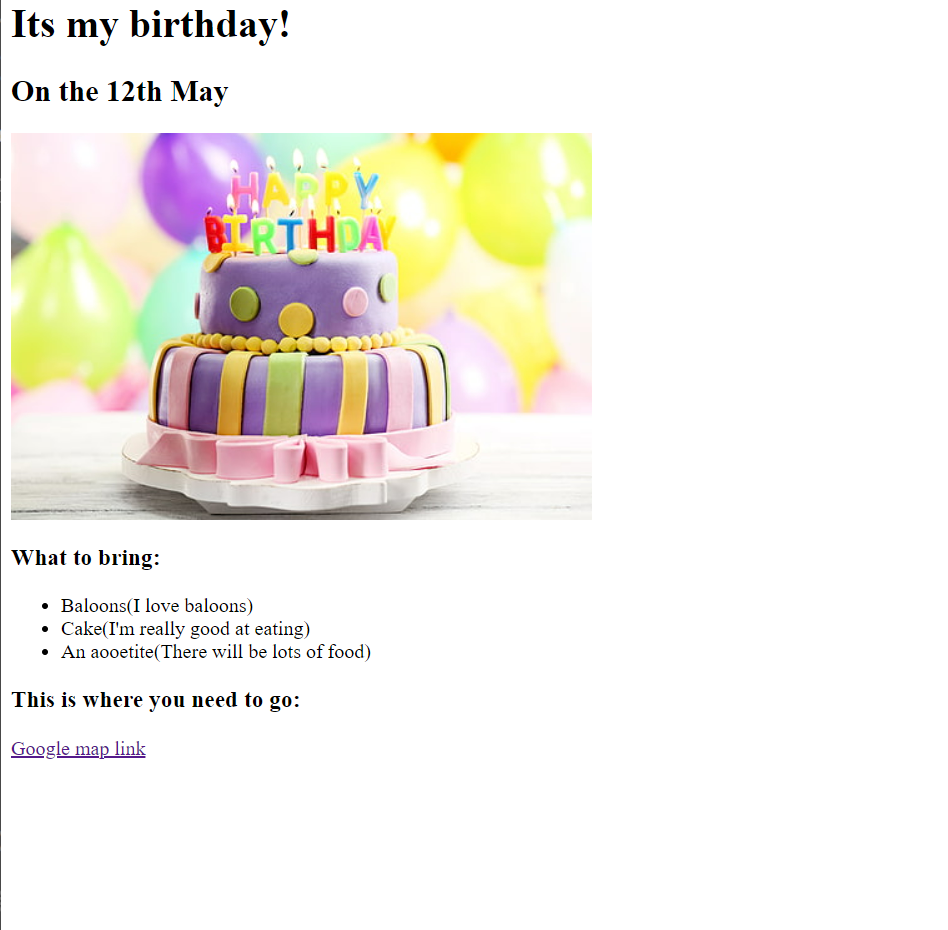 Its my birthday!
On the 12th May
HAPPY
BIRTHDAY
What to bring:
Baloons(I love baloons)
Cake(I'm really good at eating)
An aooetite(There will be lots of food)
This is where you need to go:
Google map link